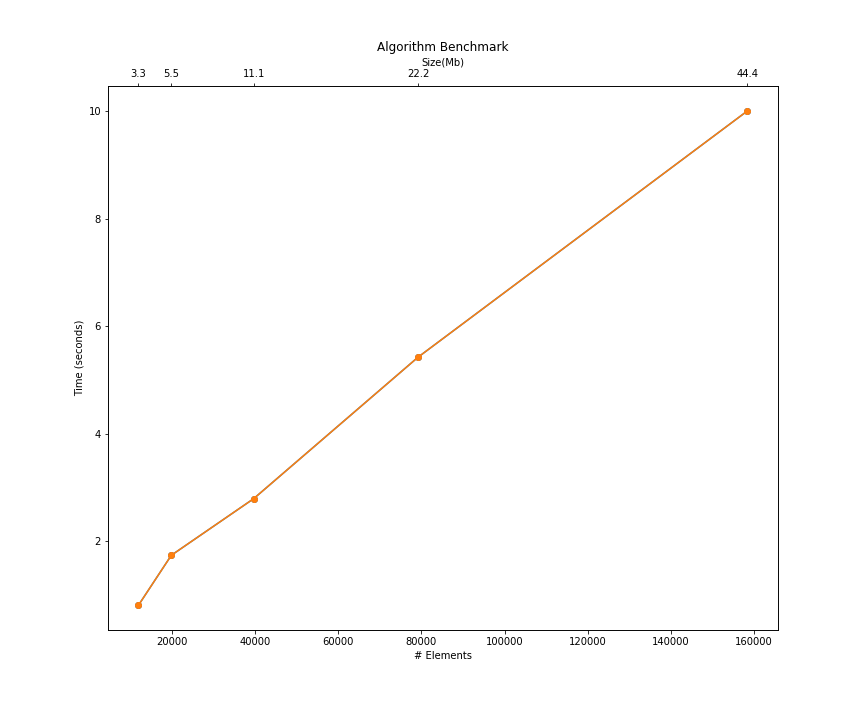 Algorithm Benchmark
Size(Mb)
3.3 5.5 11.1 22.2 44.4
10
8
6
4
2
Time (seconds)
20000 40000 60000 80000 100000 120000 140000 160000
# Elements